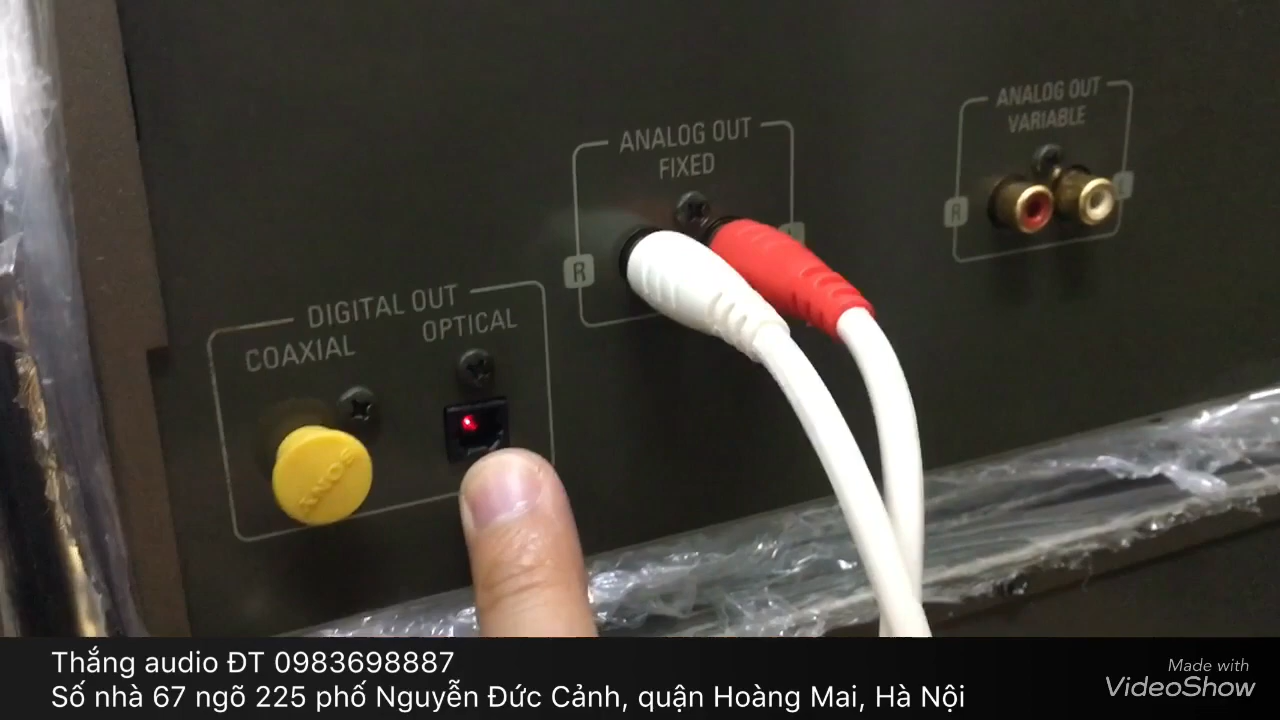 ANALOG OUT
VARIABLE
R
L
ANALOG OUT
FIXED
R
DIGITAL OUT
COAXIAL
OPTICAL
SONY
Thắng audio ĐT 0983698887
Số nhà 67 ngõ 225 phố Nguyễn Đức Cảnh, quận Hoàng Mai, Hà Nội
Made with
VideoShow